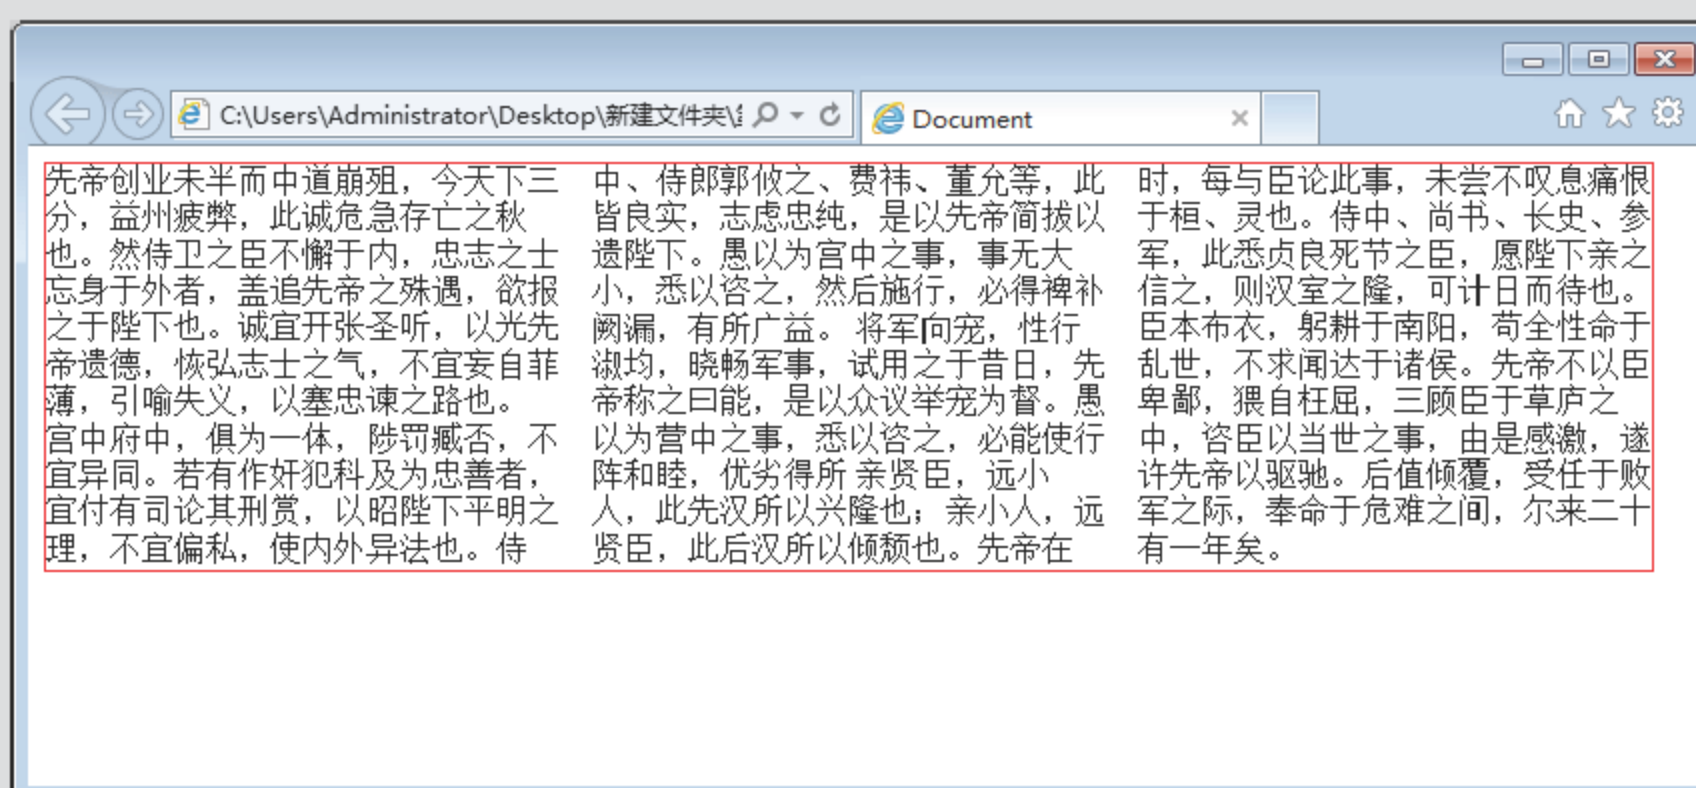 C:\Users\Administrator\Desktop\新建文件夹\
Document
先帝创业未半而中道崩殂，今天下三
分，益州疲弊，此诚危急存亡之秋
也。然侍卫之臣不懈于内，忠志之士
忘身于外者，盖追先帝之殊遇，欲报
之于陛下也。诚宜开张圣听，以光先
帝遗德，恢弘志士之气，不宜妄自菲
薄，引喻失义，以塞忠谏之路也。
宫中府中，俱为一体，陟罚臧否，不
宜异同。若有作奸犯科及为忠善者，
宜付有司论其刑赏，以昭陛下平明之
理，不宜偏私，使内外异法也。侍
中、侍郎郭攸之、费祎、董允等，此
皆良实，志虑忠纯，是以先帝简拔以
遗陛下。愚以为宫中之事，事无大
小，悉以咨之，然后施行，必得裨补
阙漏，有所广益。 将军向宠，性行
淑均，晓畅军事，试用之于昔日，先
帝称之曰能，是以众议举宠为督。愚
以为营中之事，悉以咨之，必能使行
阵和睦，优劣得所 亲贤臣，远小
人，此先汉所以兴隆也；亲小人，远
贤臣，此后汉所以倾颓也。先帝在
时，每与臣论此事，未尝不叹息痛恨
于桓、灵也。侍中、尚书、长史、参
军，此悉贞良死节之臣，愿陛下亲之
信之，则汉室之隆，可计日而待也。
臣本布衣，躬耕于南阳，苟全性命于
乱世，不求闻达于诸侯。先帝不以臣
卑鄙，猥自枉屈，三顾臣于草庐之
中，咨臣以当世之事，由是感激，遂
许先帝以驱驰。后值倾覆，受任于败
军之际，奉命于危难之间，尔来二十
有一年矣。